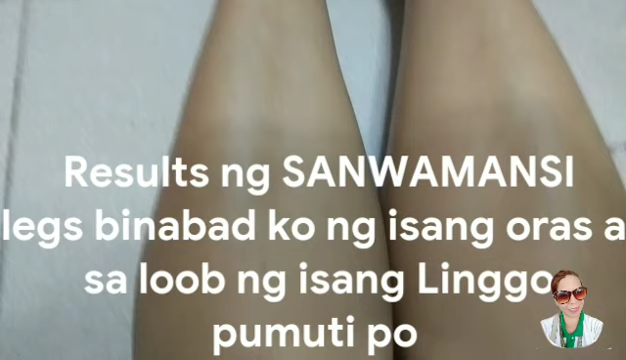 Results ng SANWAMANSI
legs binabad ko ng isang oras a
sa loob ng isang Linggo
pumuti po